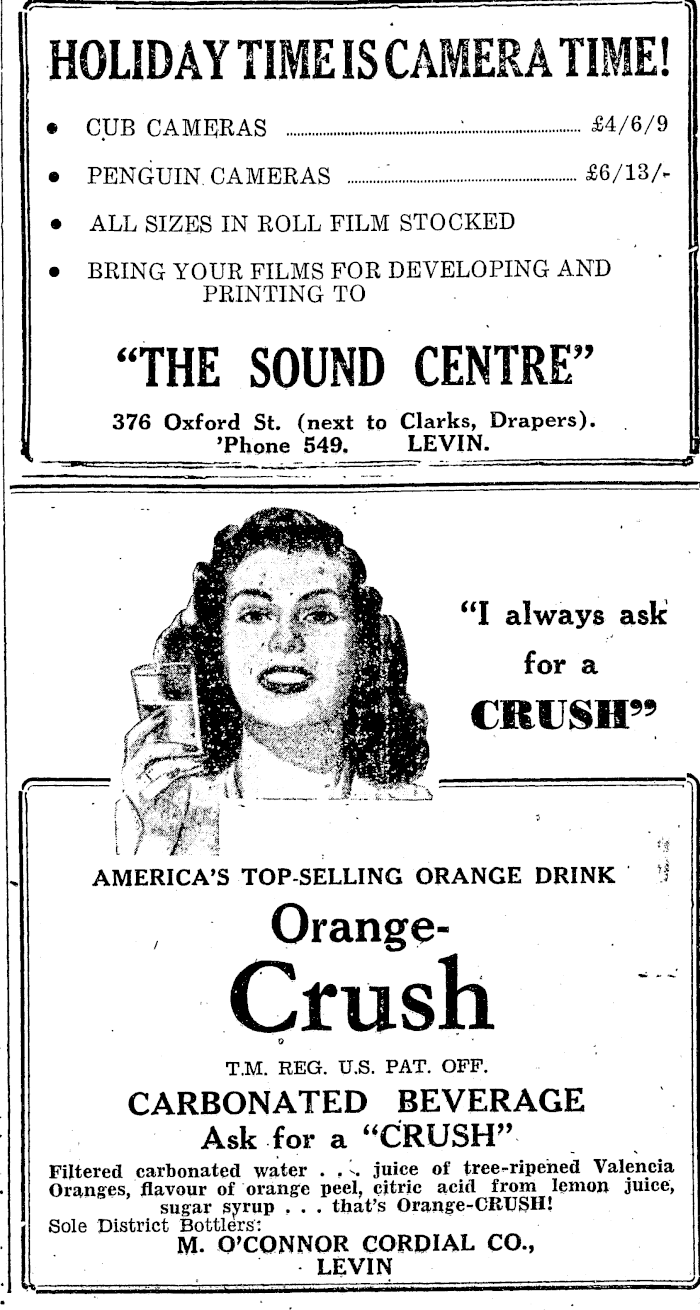 HOLIDAY TIME IS CAMERA TIME!
• CUB CAMERAS ........ £4/6/9
• PENGUIN CAMERAS ........ £6/13/-
• ALL SIZES IN ROLL FILM STOCKED
• BRING YOUR FILMS FOR DEVELOPING AND
PRINTING TO
"THE SOUND CENTRE"
376 Oxford St. (next to Clarks, Drapers).
'Phone 549. LEVIN.
"I always ask
for a
CRUSH"
AMERICA'S TOP-SELLING ORANGE DRINK
Orange-
Crush
T.M. REG. U.S. PAT. OFF.
CARBONATED BEVERAGE
Ask for a "CRUSH"
Filtered carbonated water . . . juice of tree-ripened Valencia
Oranges, flavour of orange peel, citric acid from lemon juice,
sugar syrup . . . that's Orange-CRUSH!
Sole District Bottlers:
M. O'CONNOR CORDIAL CO.,
LEVIN